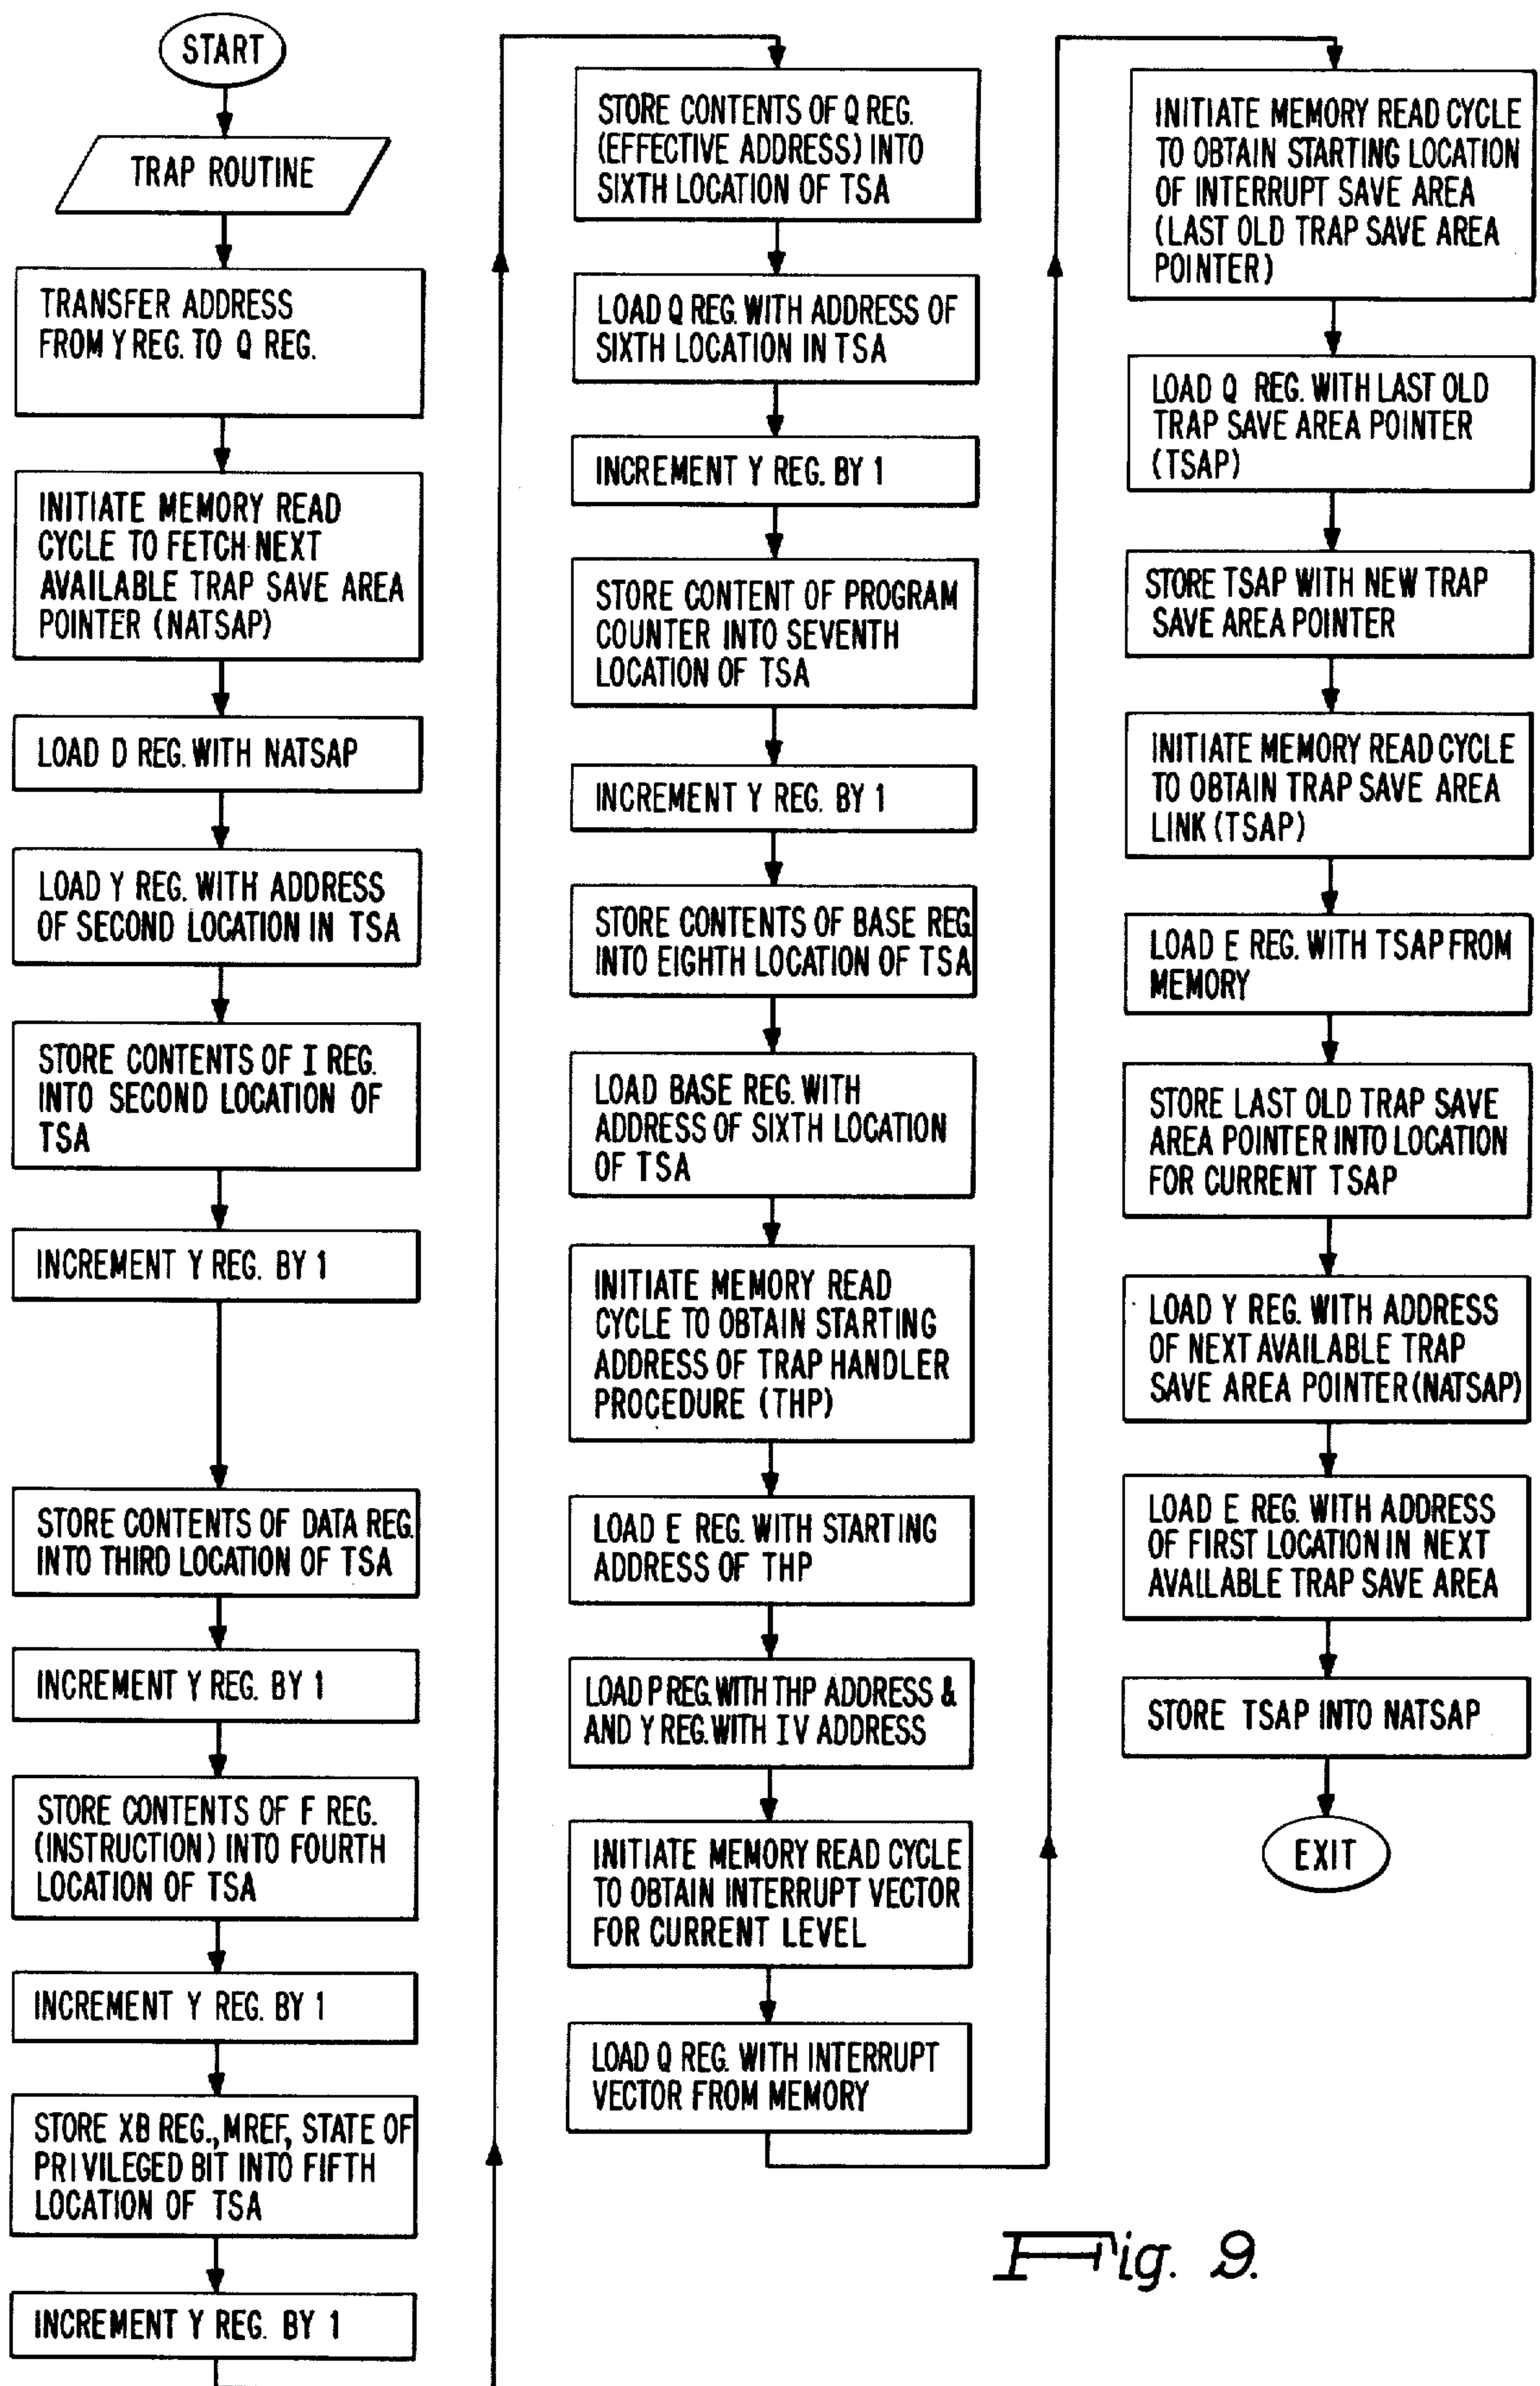 START
TRAP ROUTINE
TRANSFER ADDRESS
FROM Y REG. TO Q REG.
INITIATE MEMORY READ
CYCLE TO FETCH NEXT
AVAILABLE TRAP SAVE AREA
POINTER (NATSAP)
LOAD D REG. WITH NATSAP
LOAD Y REG. WITH ADDRESS
OF SECOND LOCATION IN TSA
STORE CONTENTS OF I REG.
INTO SECOND LOCATION OF
TSA
INCREMENT Y REG. BY 1
STORE CONTENTS OF DATA REG.
INTO THIRD LOCATION OF TSA
INCREMENT Y REG. BY 1
STORE CONTENTS OF F REG.
(INSTRUCTION) INTO FOURTH
LOCATION OF TSA
INCREMENT Y REG. BY 1
STORE XB REG., MREF, STATE OF
PRIVILEGED BIT INTO FIFTH
LOCATION OF TSA
INCREMENT Y REG. BY 1
STORE CONTENTS OF Q REG.
(EFFECTIVE ADDRESS) INTO
SIXTH LOCATION OF TSA
LOAD Q REG. WITH ADDRESS OF
SIXTH LOCATION IN TSA
INCREMENT Y REG. BY 1
STORE CONTENT OF PROGRAM
COUNTER INTO SEVENTH
LOCATION OF TSA
INCREMENT Y REG. BY 1
STORE CONTENTS OF BASE REG.
INTO EIGHTH LOCATION OF TSA
LOAD BASE REG. WITH
ADDRESS OF SIXTH LOCATION
OF TSA
INITIATE MEMORY READ
CYCLE TO OBTAIN STARTING
ADDRESS OF TRAP HANDLER
PROCEDURE (THP)
LOAD E REG. WITH STARTING
ADDRESS OF THP
LOAD P REG. WITH THP ADDRESS &
AND Y REG. WITH IV ADDRESS
INITIATE MEMORY READ CYCLE
TO OBTAIN INTERRUPT VECTOR
FOR CURRENT LEVEL
LOAD Q REG. WITH INTERRUPT
VECTOR FROM MEMORY
INITIATE MEMORY READ CYCLE
TO OBTAIN STARTING LOCATION
OF INTERRUPT SAVE AREA
(LAST OLD TRAP SAVE AREA
POINTER)
LOAD Q REG. WITH LAST OLD
TRAP SAVE AREA POINTER
(TSAP)
STORE TSAP WITH NEW TRAP
SAVE AREA POINTER
INITIATE MEMORY READ CYCLE
TO OBTAIN TRAP SAVE AREA
LINK (TSAP)
LOAD E REG. WITH TSAP FROM
MEMORY
STORE LAST OLD TRAP SAVE
AREA POINTER INTO LOCATION
FOR CURRENT TSAP
LOAD Y REG. WITH ADDRESS
OF NEXT AVAILABLE TRAP
SAVE AREA POINTER (NATSAP)
LOAD E REG. WITH ADDRESS
OF FIRST LOCATION IN NEXT
AVAILABLE TRAP SAVE AREA
STORE TSAP INTO NATSAP
EXIT
Fig. 9.